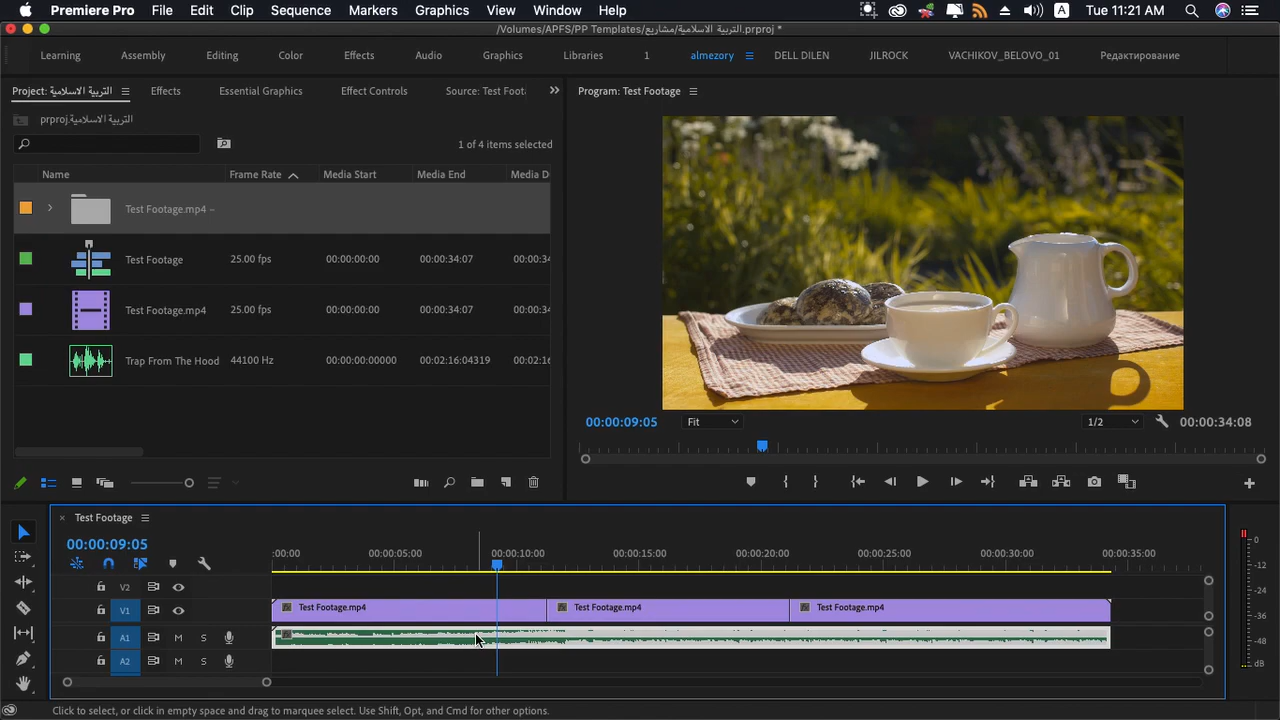 Premiere Pro File Edit Clip Sequence Markers Graphics View Window Help A Tue 11:21 AM
/Volumes/APFS/PP Templates/مشاريع/التربية الاسلامية.prproj *
Learning Assembly Editing Color Effects Audio Graphics Libraries 1 almezory DELL DILEN JILROCK VACHIKOV_BELOVO_01 Редактирование
Project: التربية الاسلامية Effects Essential Graphics Effect Controls Source: Test Foot
Program: Test Footage
التربية الاسلامية.prproj
1 of 4 items selected
Name Frame Rate Media Start Media End Media D
Test Footage.mp4 –
Test Footage 25.00 fps 00:00:00:00 00:00:34:07 00:00:34
Test Footage.mp4 25.00 fps 00:00:00:00 00:00:34:07 00:00:34
Trap From The Hood 44100 Hz 00:00:00:00000 00:02:16:04319 00:02:16
00:00:09:05 Fit 1/2 00:00:34:08
Test Footage
00:00:09:05
:00:00 00:00:05:00 00:00:10:00 00:00:15:00 00:00:20:00 00:00:25:00 00:00:30:00 00:00:35:00
V2
V1 Test Footage.mp4 Test Footage.mp4 Test Footage.mp4
A1 M S
A2 M S
0
-12
-24
-36
-48
dB
Click to select, or click in empty space and drag to marquee select. Use Shift, Opt, and Cmd for other options.